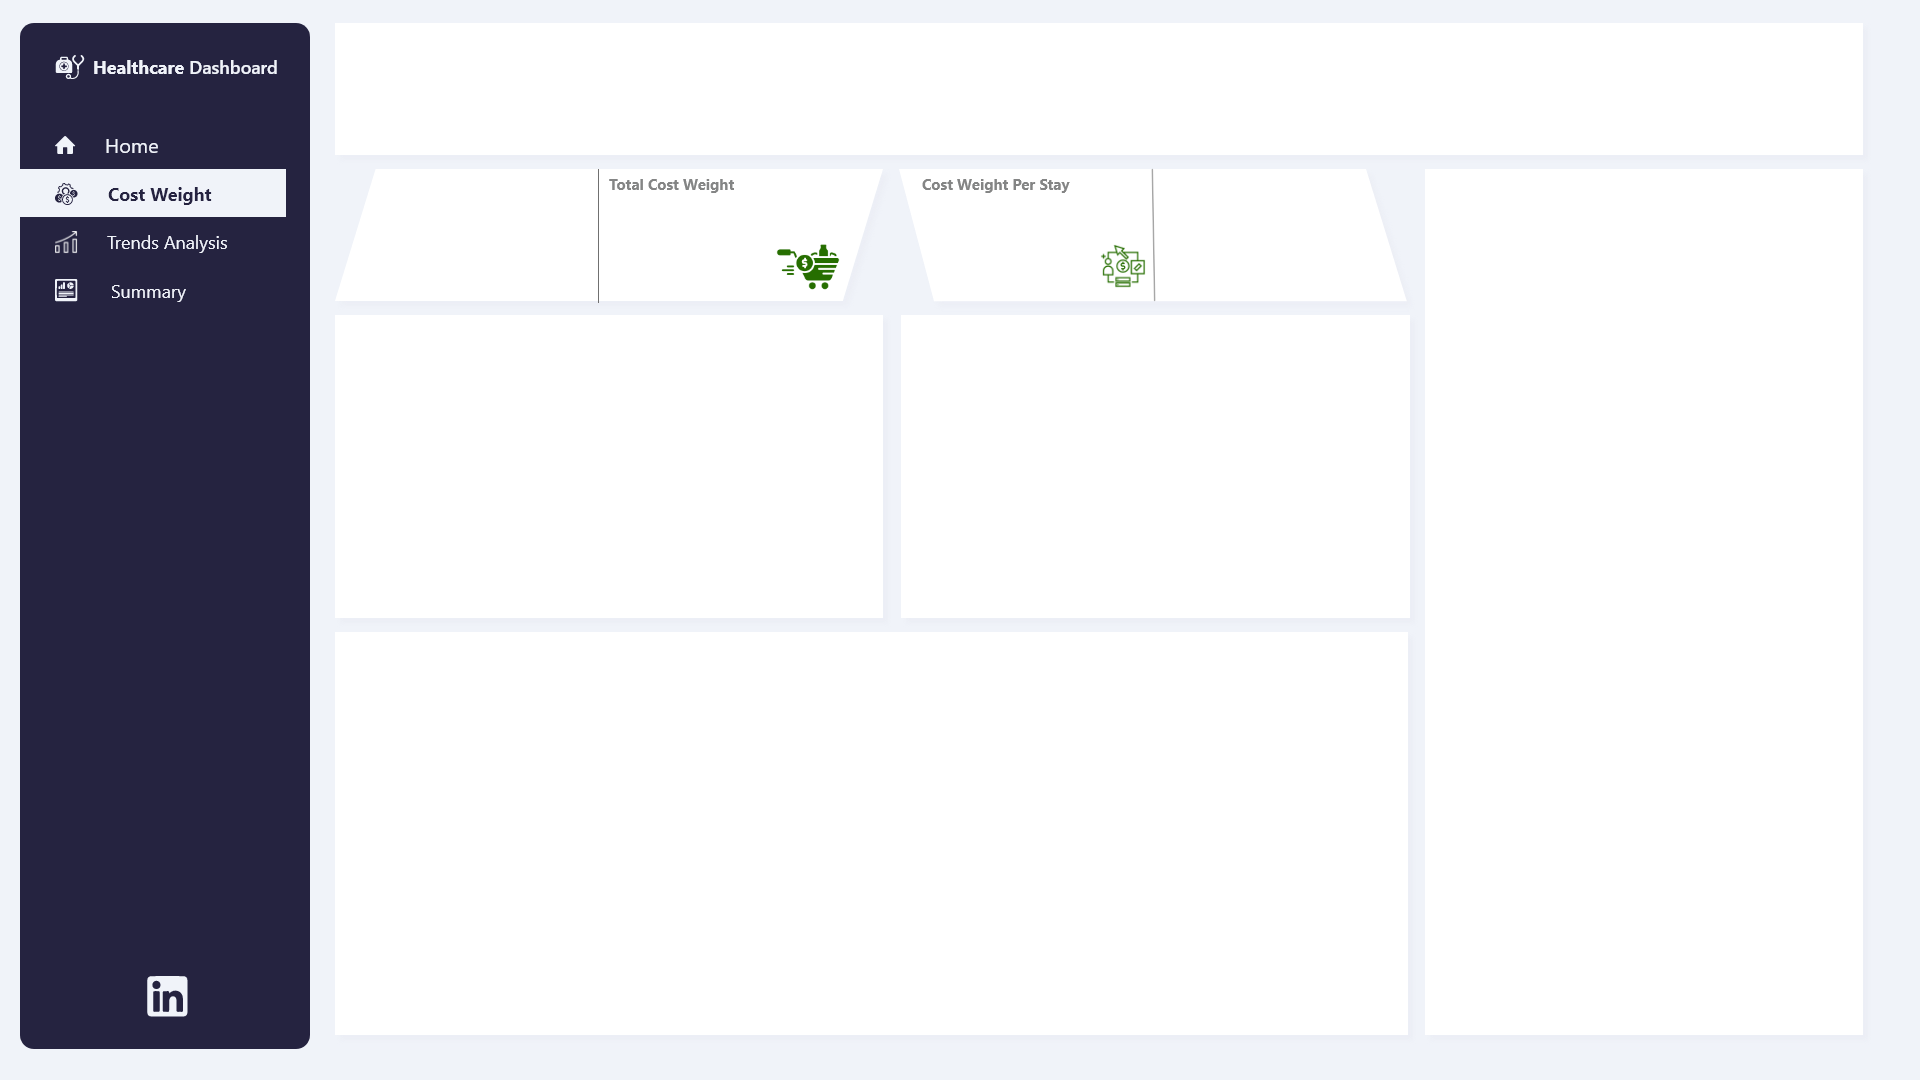 Healthcare Dashboard
Home
Cost Weight
Trends Analysis
Summary
Total Cost Weight
Cost Weight Per Stay
in